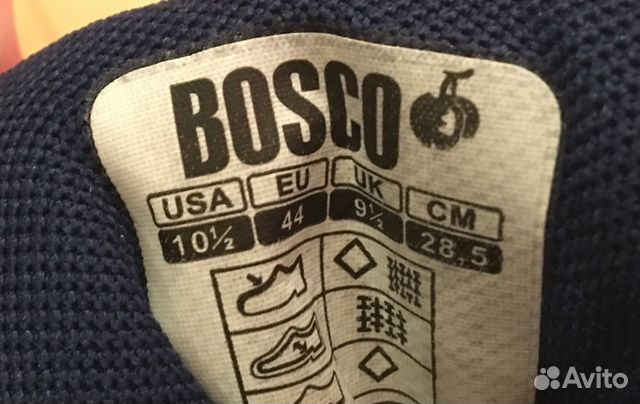 BOSCO
USA EU UK CM
10½ 44 9½ 28,5
Avito